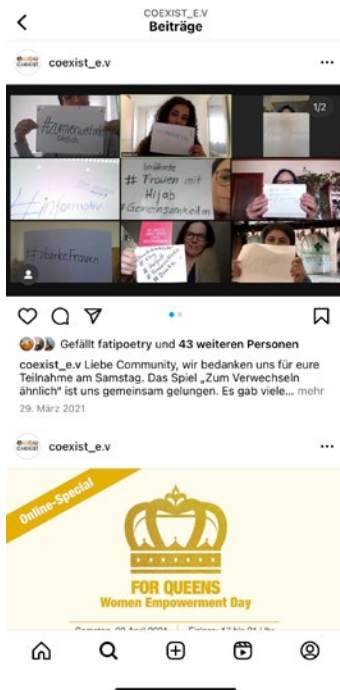 COEXIST_E.V
Beiträge
coexist_e.v
1/2
#zumverwechseln
ähnlich
#informativ
berühmte
# Frauen mit
Hijab
#Gemeinsamkeiten
#starkeFrauen
Gefällt fatipoetry und 43 weiteren Personen
coexist_e.v Liebe Community, wir bedanken uns für eure
Teilnahme am Samstag. Das Spiel „Zum Verwechseln
ähnlich" ist uns gemeinsam gelungen. Es gab viele... mehr
29. März 2021
coexist_e.v
Online-Special
FOR QUEENS
Women Empowerment Day